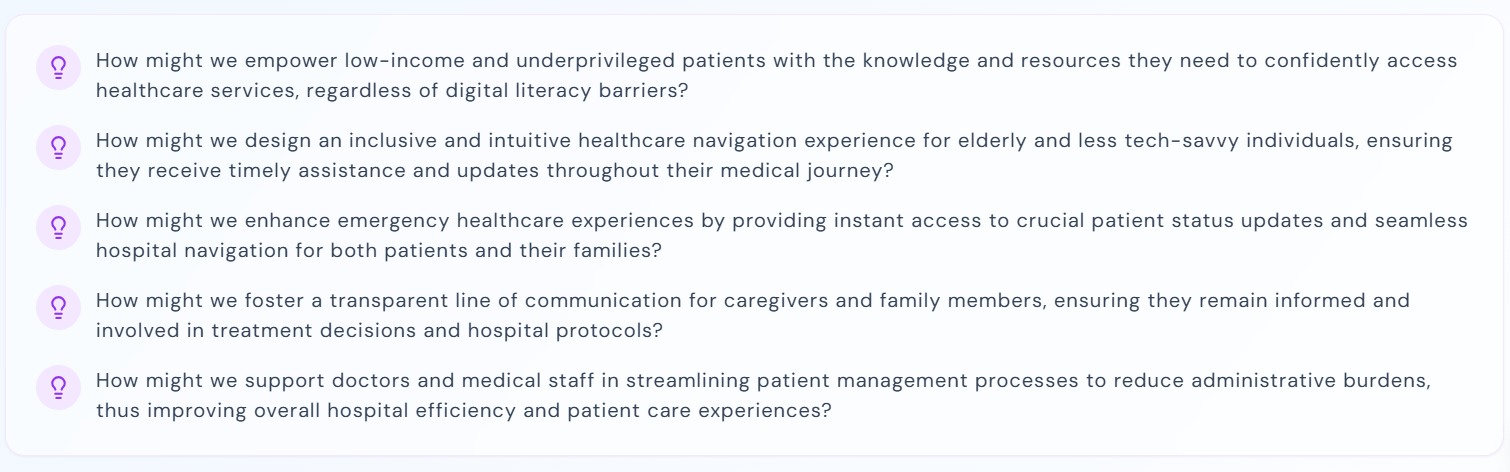 How might we empower low-income and underprivileged patients with the knowledge and resources they need to confidently access
healthcare services, regardless of digital literacy barriers?
How might we design an inclusive and intuitive healthcare navigation experience for elderly and less tech-savvy individuals, ensuring
they receive timely assistance and updates throughout their medical journey?
How might we enhance emergency healthcare experiences by providing instant access to crucial patient status updates and seamless
hospital navigation for both patients and their families?
How might we foster a transparent line of communication for caregivers and family members, ensuring they remain informed and
involved in treatment decisions and hospital protocols?
How might we support doctors and medical staff in streamlining patient management processes to reduce administrative burdens,
thus improving overall hospital efficiency and patient care experiences?